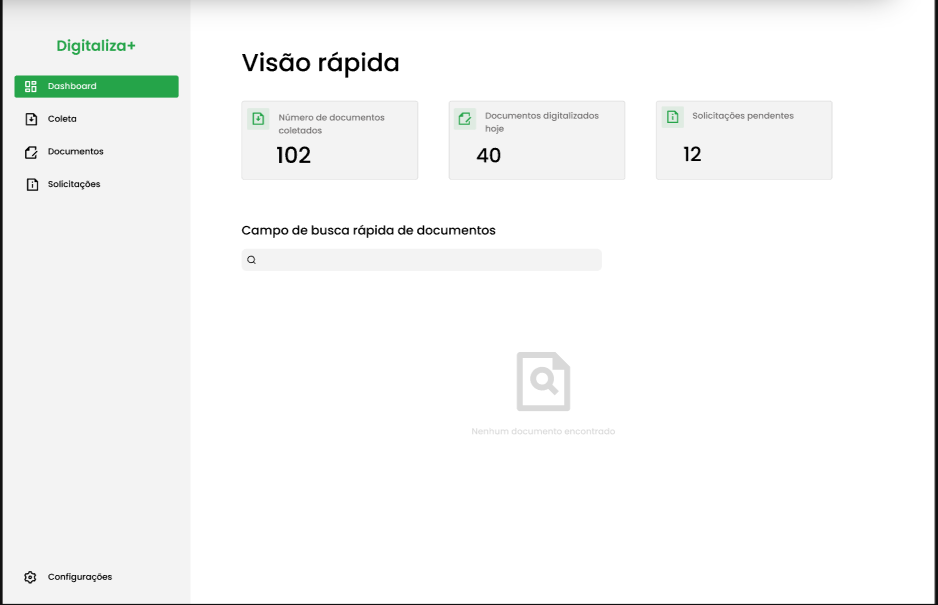 Digitaliza+
Dashboard
Coleta
Documentos
Solicitações
Configurações
Visão rápida
Número de documentos
coletados
102
Documentos digitalizados
hoje
40
Solicitações pendentes
12
Campo de busca rápida de documentos
Nenhum documento encontrado